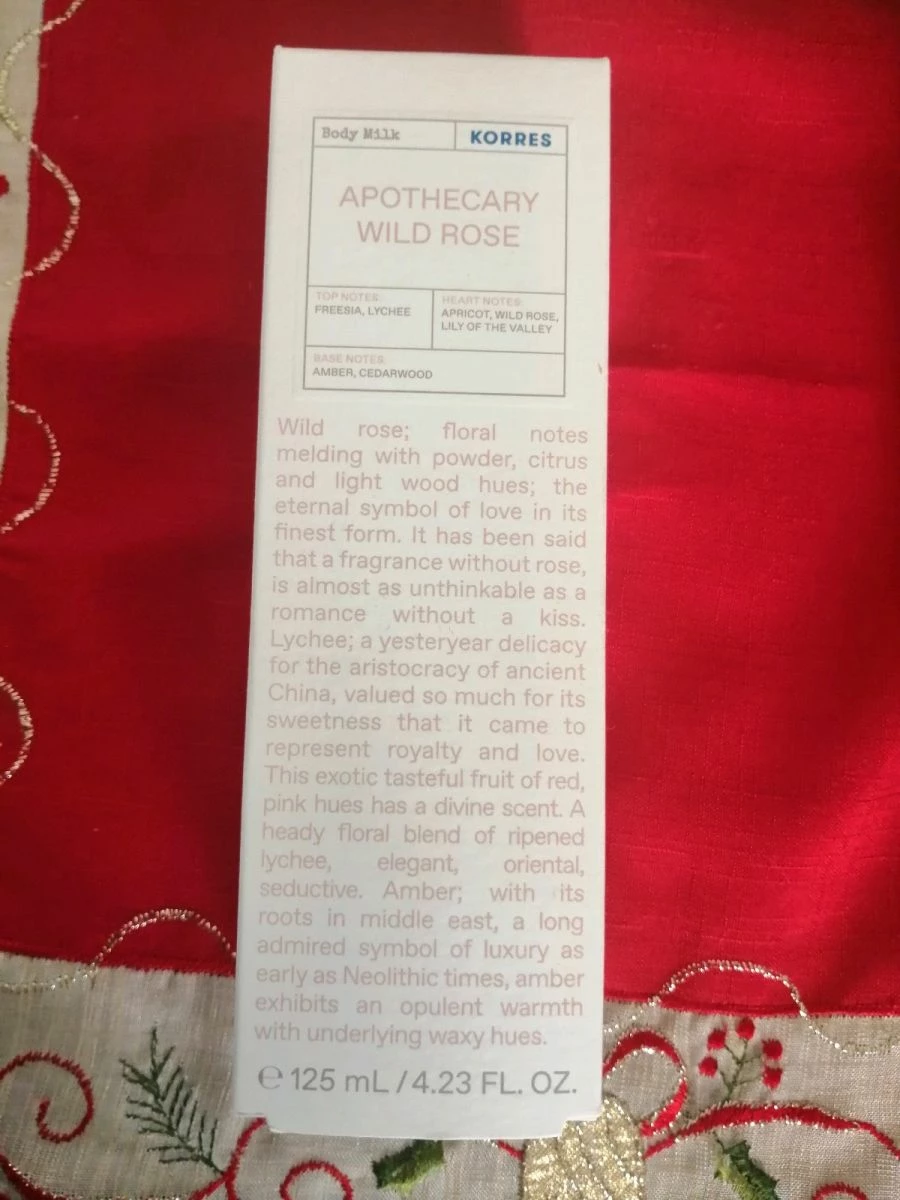 Body Milk KORRES
APOTHECARY
WILD ROSE
TOP NOTES:
FREESIA, LYCHEE
HEART NOTES:
APRICOT, WILD ROSE,
LILY OF THE VALLEY
BASE NOTES:
AMBER, CEDARWOOD
Wild rose; floral notes
melding with powder, citrus
and light wood hues; the
eternal symbol of love in its
finest form. It has been said
that a fragrance without rose,
is almost as unthinkable as a
romance without a kiss.
Lychee; a yesteryear delicacy
for the aristocracy of ancient
China, valued so much for its
sweetness that it came to
represent royalty and love.
This exotic tasteful fruit of red,
pink hues has a divine scent. A
heady floral blend of ripened
lychee, elegant, oriental,
seductive. Amber; with its
roots in middle east, a long
admired symbol of luxury as
early as Neolithic times, amber
exhibits an opulent warmth
with underlying waxy hues.
℮ 125 mL / 4.23 FL. OZ.